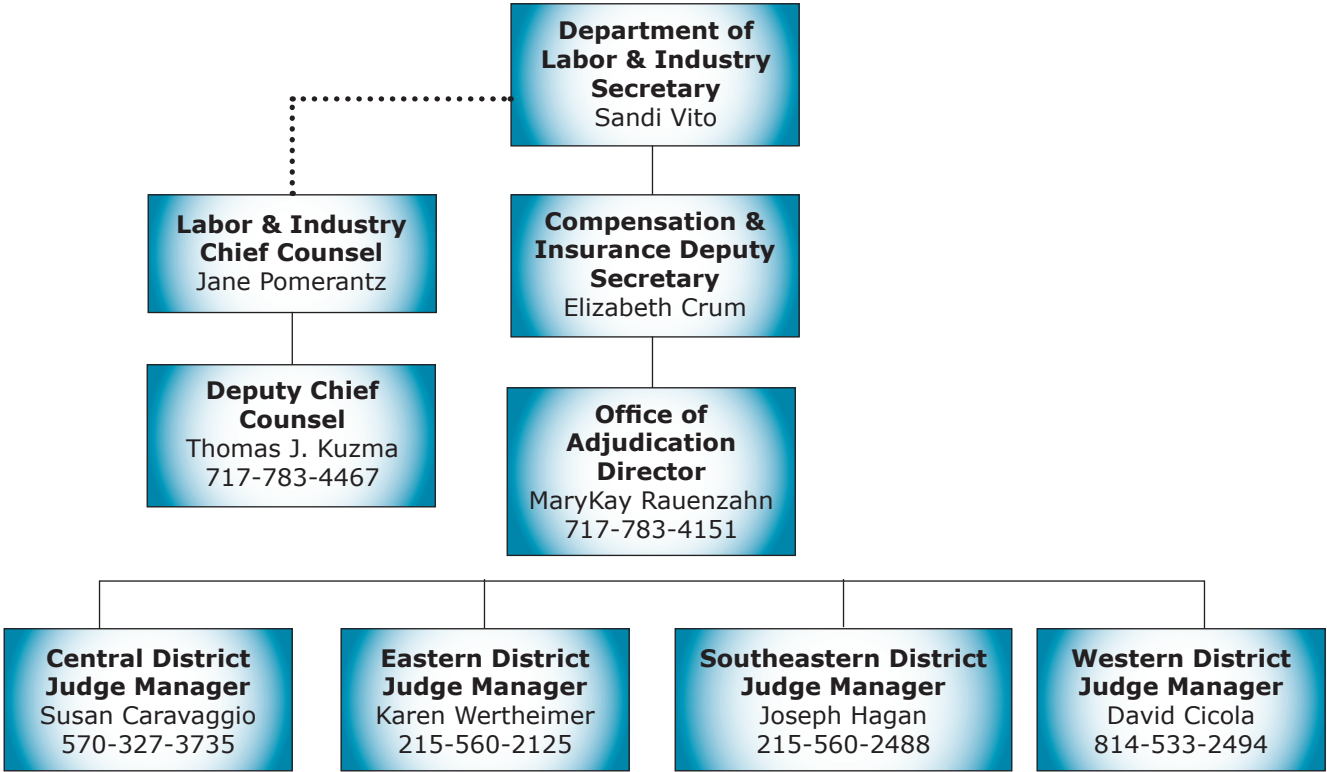 Department of
Labor & Industry
Secretary
Sandi Vito
Labor & Industry
Chief Counsel
Jane Pomerantz
Compensation &
Insurance Deputy
Secretary
Elizabeth Crum
Deputy Chief
Counsel
Thomas J. Kuzma
717-783-4467
Office of
Adjudication
Director
MaryKay Rauenzahn
717-783-4151
Central District
Judge Manager
Susan Caravaggio
570-327-3735
Eastern District
Judge Manager
Karen Wertheimer
215-560-2125
Southeastern District
Judge Manager
Joseph Hagan
215-560-2488
Western District
Judge Manager
David Cicola
814-533-2494